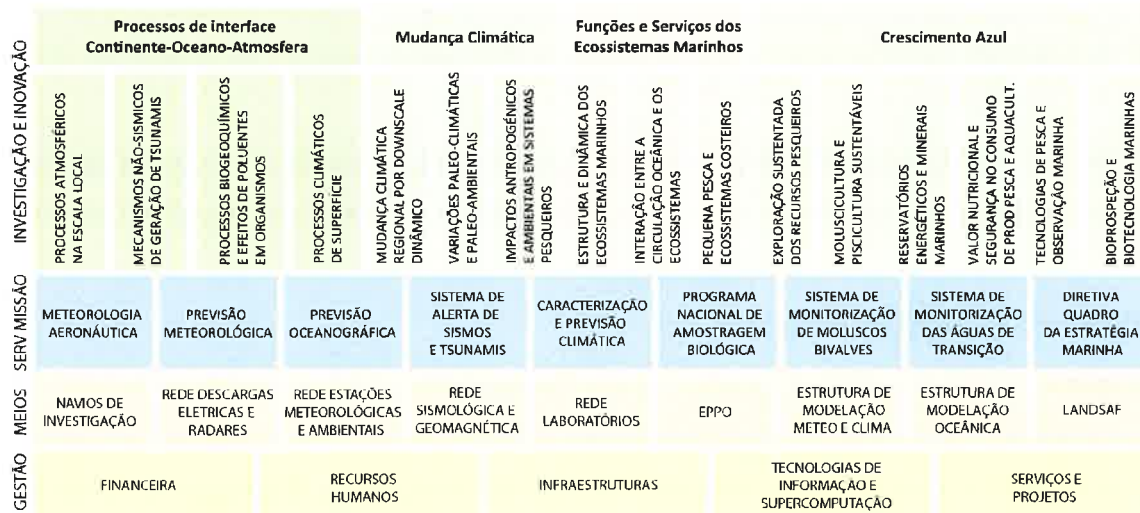 Processos de interface
Continente-Oceano-Atmosfera
Mudança Climática
Funções e Serviços dos
Ecossistemas Marinhos
Crescimento Azul
INVESTIGAÇÃO E INOVAÇÃO
PROCESSOS ATMOSFÉRICOS
NA ESCALA LOCAL
MECANISMOS NÃO-SISMICOS
DE GERAÇÃO DE TSUNAMIS
PROCESSOS BIOGEOQUÍMICOS
E EFEITOS DE POLUENTES
EM ORGANISMOS
PROCESSOS CLIMÁTICOS
DE SUPERFÍCIE
MUDANÇA CLIMÁTICA
REGIONAL POR DOWNSCALE
DINÂMICO
VARIAÇÕES PALEO-CLIMÁTICAS
E PALEO-AMBIENTAIS
IMPACTOS ANTROPOGÉNICOS
E AMBIENTAIS EM SISTEMAS
PESQUEIROS
ESTRUTURA E DINÂMICA DOS
ECOSSISTEMAS MARINHOS
INTERAÇÃO ENTRE A
CIRCULAÇÃO OCEÂNICA E OS
ECOSSISTEMAS
PEQUENA PESCA E
ECOSSISTEMAS COSTEIROS
EXPLORAÇÃO SUSTENTADA
DOS RECURSOS PESQUEIROS
MOLUSCICULTURA E
PISCICULTURA SUSTENTÁVEIS
RESERVATÓRIOS
ENERGÉTICOS E MINERAIS
MARINHOS
VALOR NUTRICIONAL E
SEGURANÇA NO CONSUMO
DE PROD PESCA E AQUACULT.
TECNOLOGIAS DE PESCA E
OBSERVAÇÃO MARINHA
BIOPROSPEÇÃO E
BIOTECNOLOGIA MARINHAS
SERV MISSÃO
METEOROLOGIA
AERONÁUTICA
PREVISÃO
METEOROLÓGICA
PREVISÃO
OCEANOGRÁFICA
SISTEMA DE
ALERTA DE
SISMOS
E TSUNAMIS
CARACTERIZAÇÃO
E PREVISÃO
CLIMÁTICA
PROGRAMA
NACIONAL DE
AMOSTRAGEM
BIOLÓGICA
SISTEMA DE
MONITORIZAÇÃO
DE MOLUSCOS
BIVALVES
SISTEMA DE
MONITORIZAÇÃO
DAS ÁGUAS DE
TRANSIÇÃO
DIRETIVA
QUADRO
DA ESTRATÉGIA
MARINHA
MEIOS
NAVIOS DE
INVESTIGAÇÃO
REDE DESCARGAS
ELETRICAS E
RADARES
REDE ESTAÇÕES
METEOROLÓGICAS
E AMBIENTAIS
REDE
SISMOLÓGICA E
GEOMAGNÉTICA
REDE
LABORATÓRIOS
EPPO
ESTRUTURA DE
MODELAÇÃO
METEO E CLIMA
ESTRUTURA DE
MODELAÇÃO
OCEÂNICA
LANDSAF
GESTÃO
FINANCEIRA
RECURSOS
HUMANOS
INFRAESTRUTURAS
TECNOLOGIAS DE
INFORMAÇÃO E
SUPERCOMPUTAÇÃO
SERVIÇOS E
PROJETOS